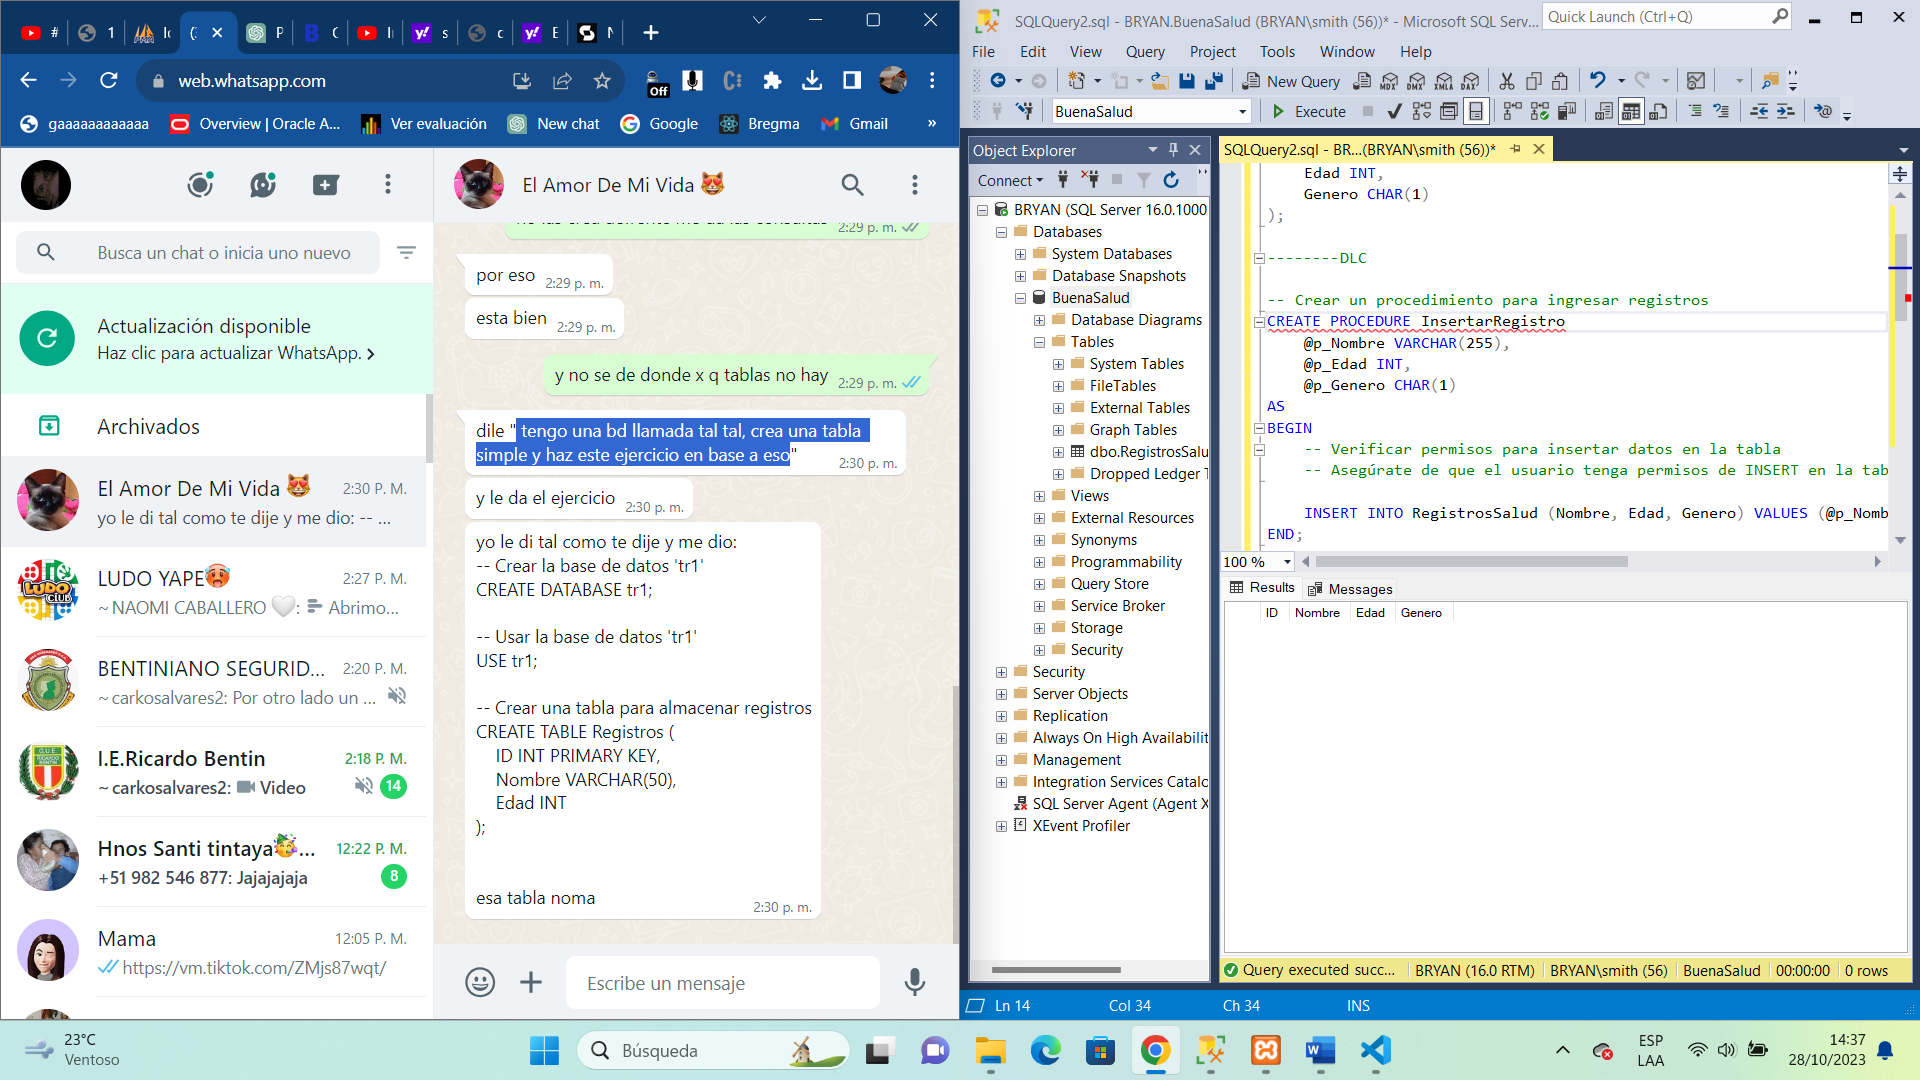 web.whatsapp.com
Off
gaaaaaaaaaaaa
Overview | Oracle A...
Ver evaluación
New chat
Google
Bregma
Gmail
»
El Amor De Mi Vida
2:29 p. m.
Busca un chat o inicia uno nuevo
por eso 2:29 p. m.
esta bien 2:29 p. m.
Actualización disponible
Haz clic para actualizar WhatsApp.
y no se de donde x q tablas no hay 2:29 p. m.
Archivados
dile " tengo una bd llamada tal tal, crea una tabla
simple y haz este ejercicio en base a eso" 2:30 p. m.
y le da el ejercicio 2:30 p. m.
yo le di tal como te dije y me dio:
-- Crear la base de datos 'tr1'
CREATE DATABASE tr1;
-- Usar la base de datos 'tr1'
USE tr1;
-- Crear una tabla para almacenar registros
CREATE TABLE Registros (
ID INT PRIMARY KEY,
Nombre VARCHAR(50),
Edad INT
);
esa tabla noma
2:30 p. m.
El Amor De Mi Vida 2:30 P. M.
yo le di tal como te dije y me dio: -- ...
LUDO YAPE 2:27 P. M.
~ NAOMI CABALLERO : Abrimo...
BENTINIANO SEGURID... 2:20 P. M.
~ carkosalvares2: Por otro lado un ...
I.E.Ricardo Bentin 2:18 P. M.
~ carkosalvares2: Video 14
Hnos Santi tintaya... 12:22 P. M.
+51 982 546 877: Jajajajaja 8
Mama 12:05 P. M.
https://vm.tiktok.com/ZMjs87wqt/
Escribe un mensaje
SQLQuery2.sql - BRYAN.BuenaSalud (BRYAN\smith (56))* - Microsoft SQL Serv...
Quick Launch (Ctrl+Q)
File Edit View Query Project Tools Window Help
New Query
MDX DMX XMLA DAX
BuenaSalud
Execute
Object Explorer
Connect
BRYAN (SQL Server 16.0.1000
Databases
System Databases
Database Snapshots
BuenaSalud
Database Diagrams
Tables
System Tables
FileTables
External Tables
Graph Tables
dbo.RegistrosSalu
Dropped Ledger T
Views
External Resources
Synonyms
Programmability
Query Store
Service Broker
Storage
Security
Security
Server Objects
Replication
Always On High Availabilit
Management
Integration Services Catalo
SQL Server Agent (Agent X
XEvent Profiler
SQLQuery2.sql - BR...(BRYAN\smith (56))*
Edad INT,
Genero CHAR(1)
);
--------DLC
-- Crear un procedimiento para ingresar registros
CREATE PROCEDURE InsertarRegistro
@p_Nombre VARCHAR(255),
@p_Edad INT,
@p_Genero CHAR(1)
AS
BEGIN
-- Verificar permisos para insertar datos en la tabla
-- Asegúrate de que el usuario tenga permisos de INSERT en la tab
INSERT INTO RegistrosSalud (Nombre, Edad, Genero) VALUES (@p_Nomb
END;
100 %
Results Messages
ID Nombre Edad Genero
Query executed succ... BRYAN (16.0 RTM) BRYAN\smith (56) BuenaSalud 00:00:00 0 rows
Ln 14 Col 34 Ch 34 INS
23°C
Ventoso
Búsqueda
ESP
LAA
14:37
28/10/2023